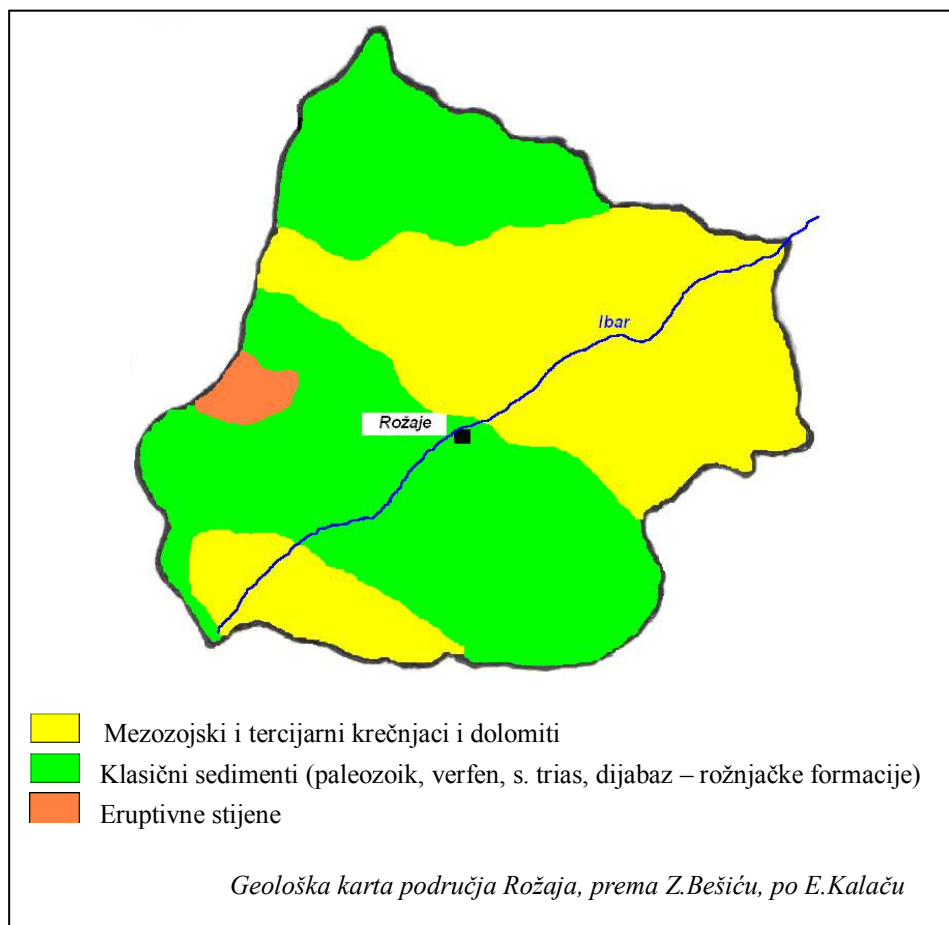 Ibar
Rožaje
Mezozojski i tercijarni krečnjaci i dolomiti
Klasični sedimenti (paleozoik, verfen, s. trias, dijabaz – rožnjačke formacije)
Eruptivne stijene
Geološka karta područja Rožaja, prema Z.Bešiću, po E.Kalaču